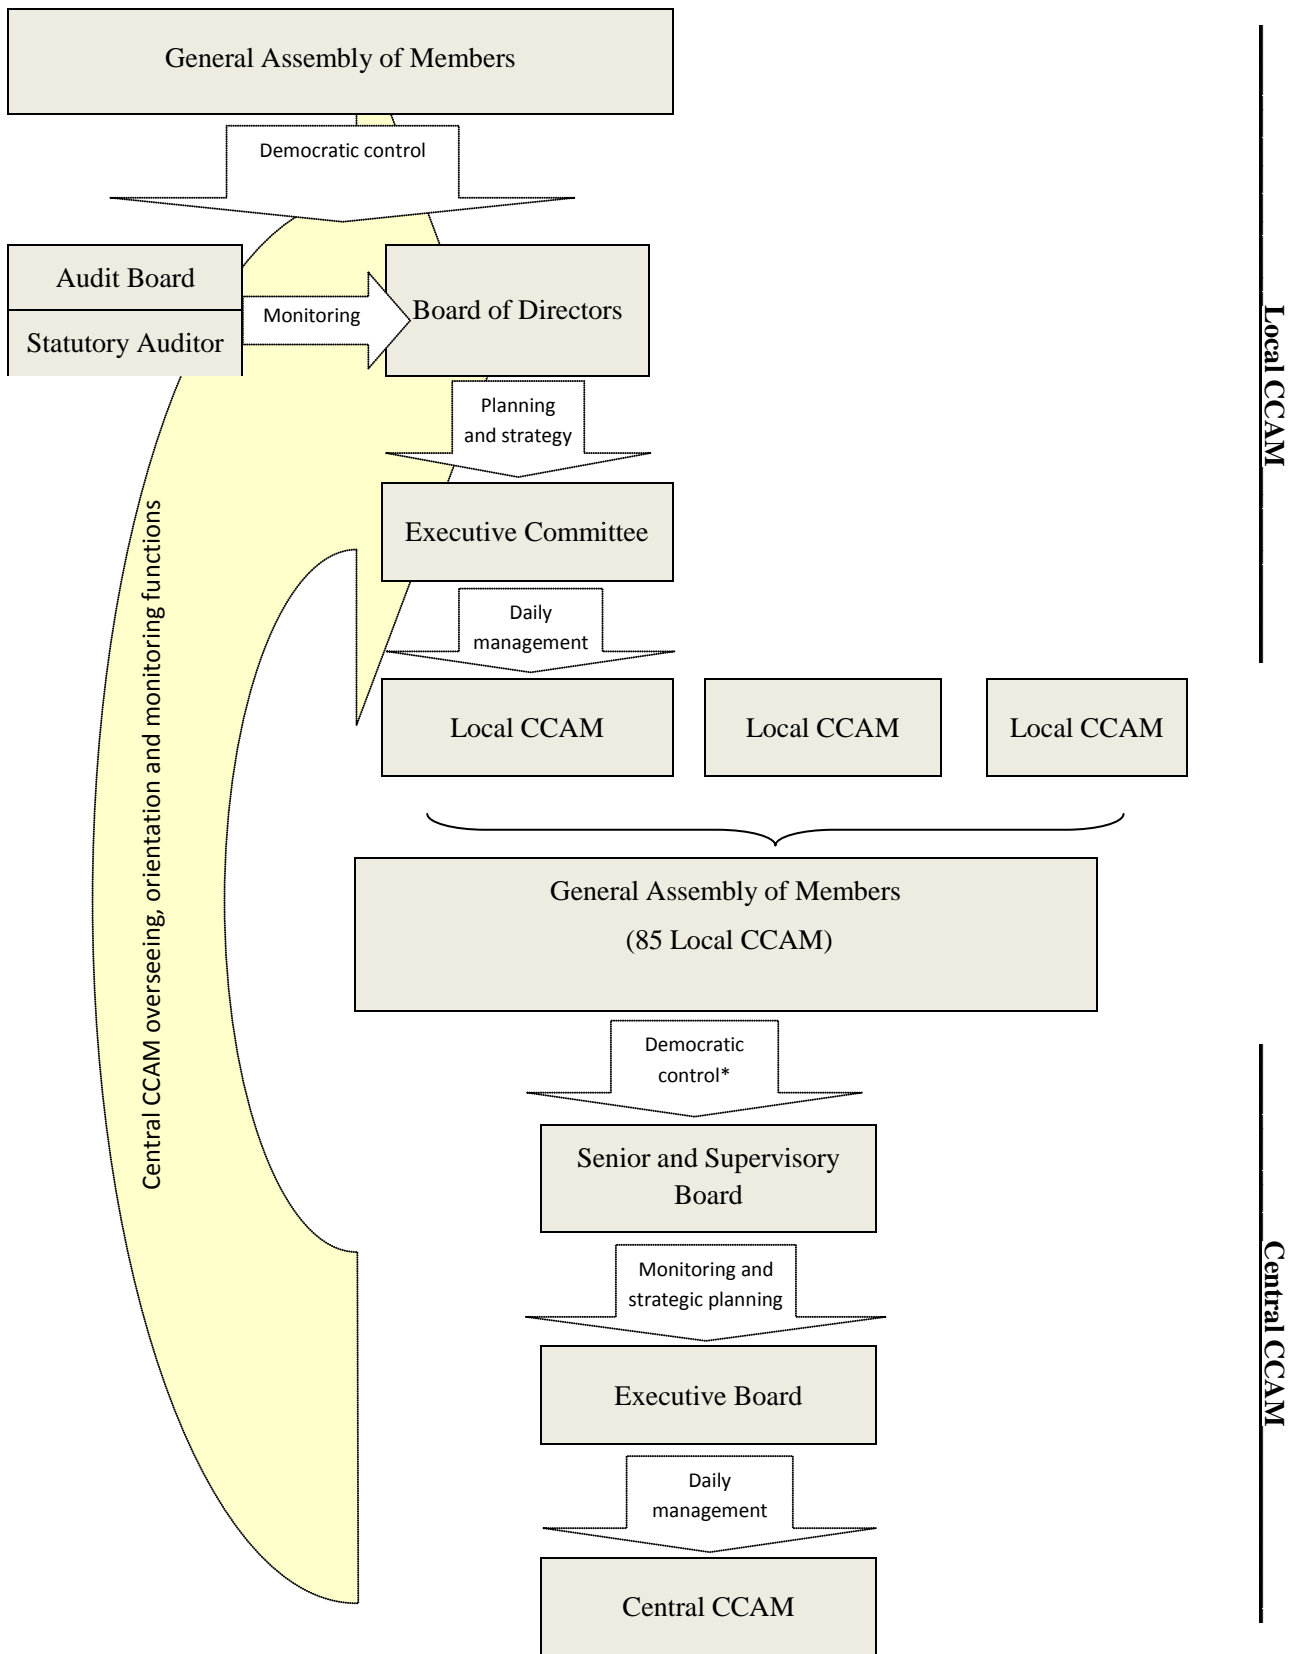 General Assembly of Members
Democratic control
Audit Board
Statutory Auditor
Monitoring
Board of Directors
Planning
and strategy
Executive Committee
Daily
management
Local CCAM
Local CCAM
Local CCAM
Local CCAM
Central CCAM overseeing, orientation and monitoring functions
General Assembly of Members
(85 Local CCAM)
Democratic
control*
Senior and Supervisory
Board
Monitoring and
strategic planning
Executive Board
Daily
management
Central CCAM
Central CCAM